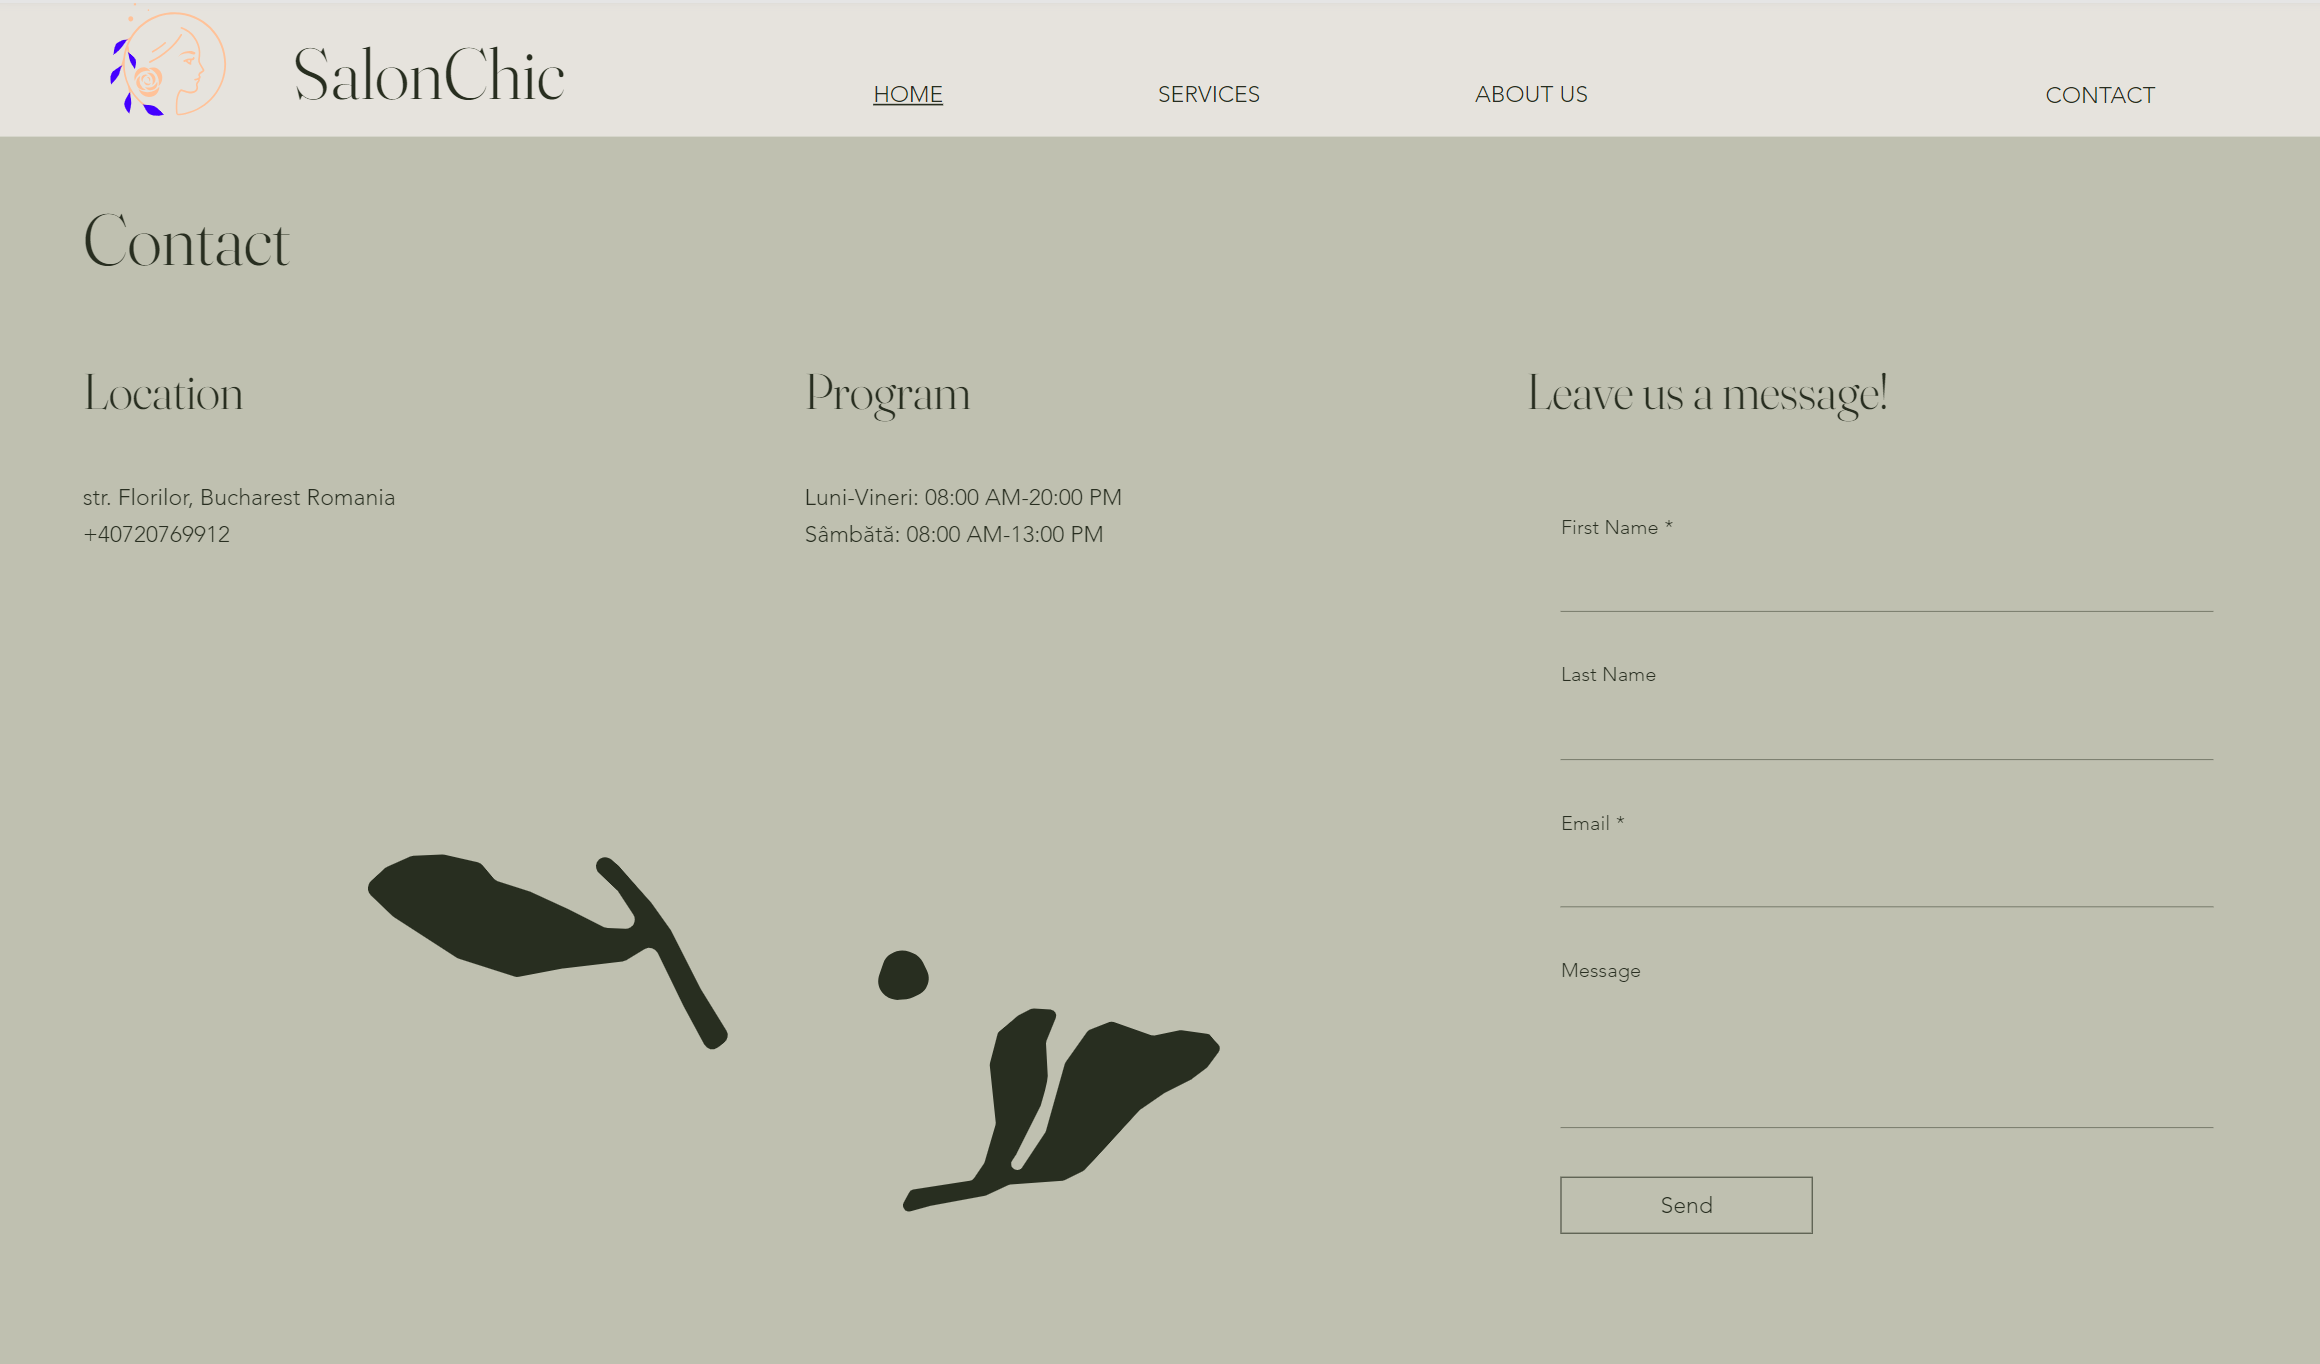 SalonChic
HOME
SERVICES
ABOUT US
CONTACT
Contact
Location
str. Florilor, Bucharest Romania
+40720769912
Program
Luni-Vineri: 08:00 AM-20:00 PM
Sâmbătă: 08:00 AM-13:00 PM
Leave us a message!
First Name *
Last Name
Email *
Message
Send